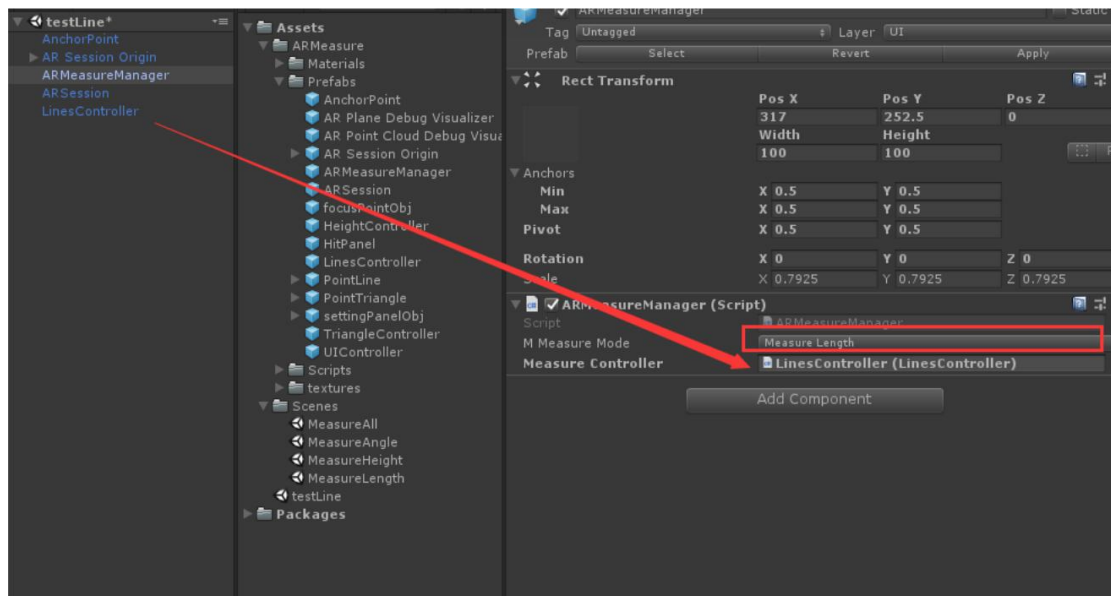 testLine*
AnchorPoint
AR Session Origin
ARMeasureManager
ARSession
LinesController
Assets
ARMeasure
Materials
Prefabs
AnchorPoint
AR Plane Debug Visualizer
AR Point Cloud Debug Visua
AR Session Origin
ARMeasureManager
ARSession
focusPointObj
HeightController
HitPanel
LinesController
PointLine
PointTriangle
settingPanelObj
TriangleController
UIController
Scripts
textures
Scenes
MeasureAll
MeasureAngle
MeasureHeight
MeasureLength
testLine
Packages
ARMeasureManager Static
Tag Untagged Layer UI
Prefab Select Revert Apply
Rect Transform
Pos X Pos Y Pos Z
317 252.5 0
Width Height
100 100
Anchors
Min X 0.5 Y 0.5
Max X 0.5 Y 0.5
Pivot X 0.5 Y 0.5
Rotation X 0 Y 0 Z 0
Scale X 0.7925 Y 0.7925 Z 0.7925
ARMeasureManager (Script)
Script ARMeasureManager
M Measure Mode Measure Length
Measure Controller LinesController (LinesController)
Add Component